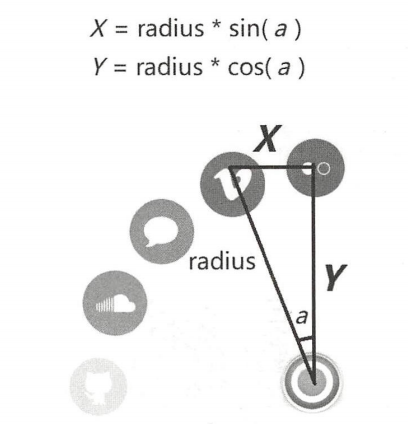 X = radius * sin( a )
Y = radius * cos( a )
X
radius
Y
a